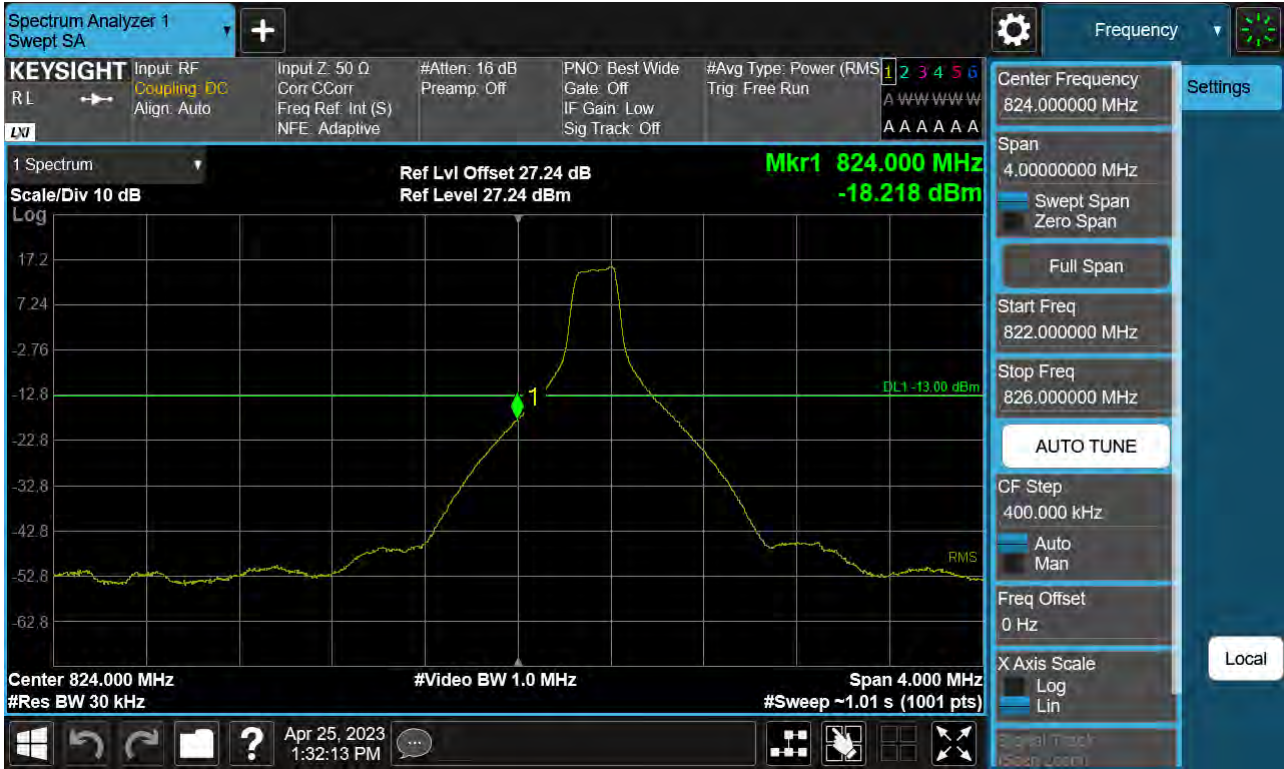 Spectrum Analyzer 1
Swept SA
+
Frequency
KEYSIGHT
RL
LXI
Input: RF
Coupling: DC
Align: Auto
Input Z: 50 Ω
Corr CCorr
Freq Ref: Int (S)
NFE: Adaptive
#Atten: 16 dB
Preamp: Off
PNO: Best Wide
Gate: Off
IF Gain: Low
Sig Track: Off
#Avg Type: Power (RMS
Trig: Free Run
1 2 3 4 5 6
A W W W W W
A A A A A A
1 Spectrum
Scale/Div 10 dB
Log
Ref Lvl Offset 27.24 dB
Ref Level 27.24 dBm
Mkr1 824.000 MHz
-18.218 dBm
17.2
7.24
-2.76
-12.8
-22.8
-32.8
-42.8
-52.8
-62.8
1
DL1 -13.00 dBm
RMS
Center 824.000 MHz
#Res BW 30 kHz
#Video BW 1.0 MHz
Span 4.000 MHz
#Sweep ~1.01 s (1001 pts)
Center Frequency
824.000000 MHz
Span
4.00000000 MHz
Swept Span
Zero Span
Full Span
Start Freq
822.000000 MHz
Stop Freq
826.000000 MHz
AUTO TUNE
CF Step
400.000 kHz
Auto
Man
Freq Offset
0 Hz
X Axis Scale
Log
Lin
Signal Track
(Span Zoom)
Settings
Local
?
Apr 25, 2023
1:32:13 PM